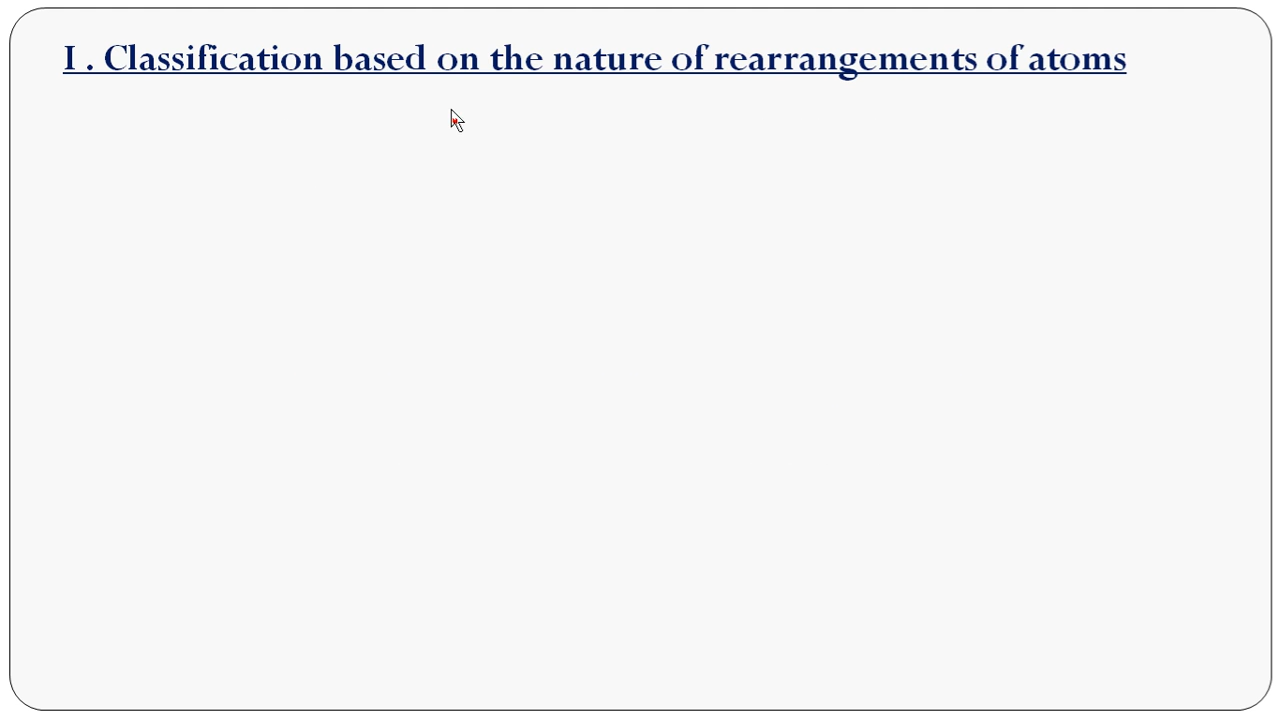 I . Classification based on the nature of rearrangements of atoms